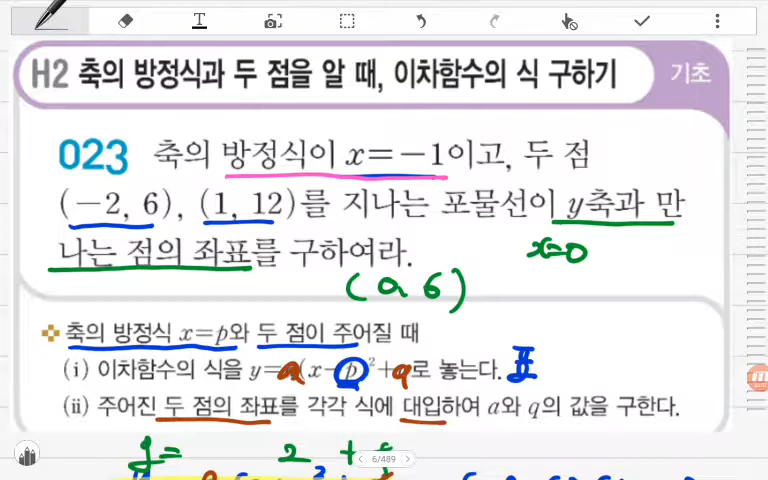 H2 축의 방정식과 두 점을 알 때, 이차함수의 식 구하기 기초
023 축의 방정식이 x=-1이고, 두 점
(-2, 6), (1, 12)를 지나는 포물선이 y축과 만
나는 점의 좌표를 구하여라.
x=0
(0, 6)
축의 방정식 x=p와 두 점이 주어질 때
(i) 이차함수의 식을 y=a(x-p)²+q로 놓는다.
(ii) 주어진 두 점의 좌표를 각각 식에 대입하여 a와 q의 값을 구한다.
y= 2 +
6/489